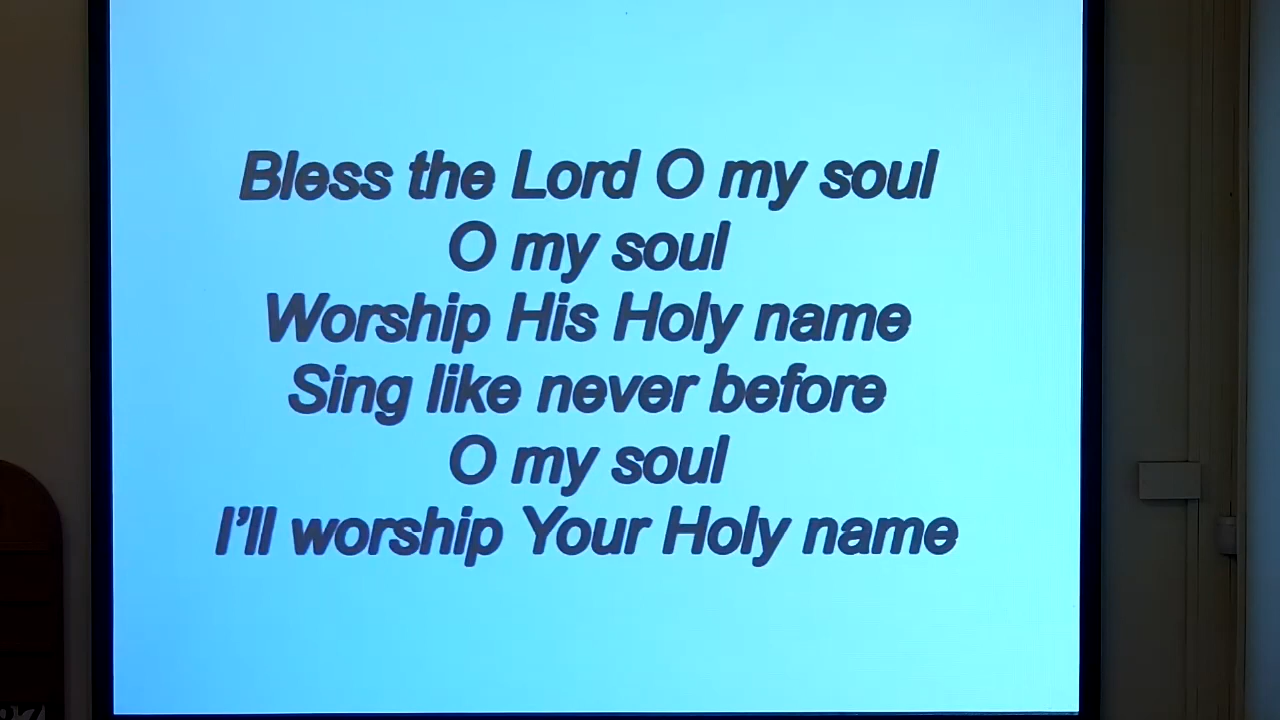 Bless the Lord O my soul
O my soul
Worship His Holy name
Sing like never before
O my soul
I’ll worship Your Holy name